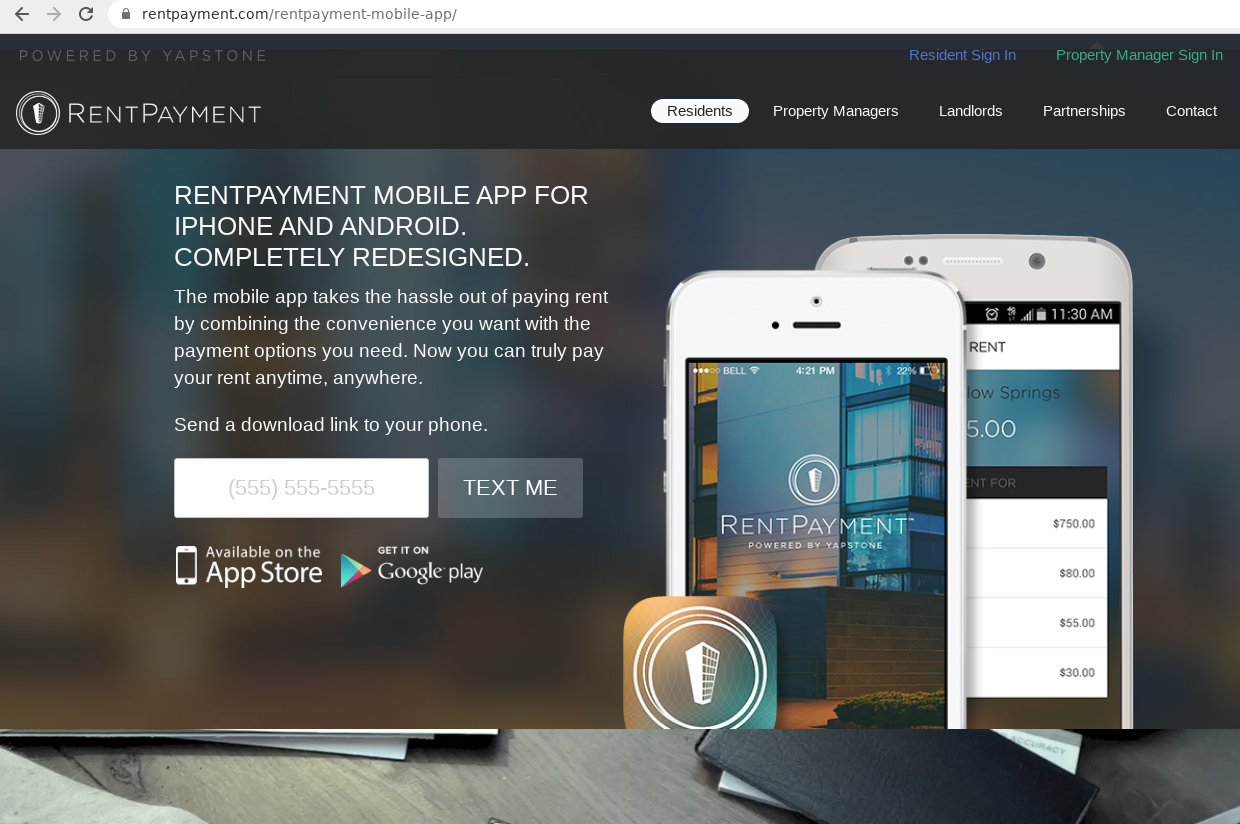 rentpayment.com/rentpayment-mobile-app/
POWERED BY YAPSTONE
Resident Sign In
Property Manager Sign In
RENTPAYMENT
Residents
Property Managers
Landlords
Partnerships
Contact
RENTPAYMENT MOBILE APP FOR
IPHONE AND ANDROID.
COMPLETELY REDESIGNED.
The mobile app takes the hassle out of paying rent
by combining the convenience you want with the
payment options you need. Now you can truly pay
your rent anytime, anywhere.
Send a download link to your phone.
(555) 555-5555
TEXT ME
Available on the
App Store
GET IT ON
Google play
BELL
4:21 PM
22%
RENTPAYMENT™
POWERED BY YAPSTONE
4G
11:30 AM
RENT
low Springs
5.00
ENT FOR
$750.00
$80.00
$55.00
$30.00
ACCURACY